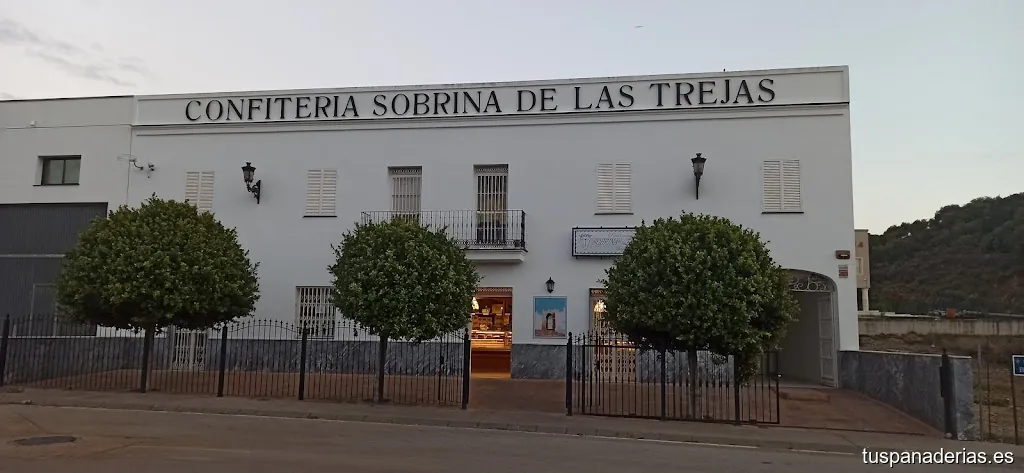 CONFITERIA SOBRINA DE LAS TREJAS
tuspanaderias.es